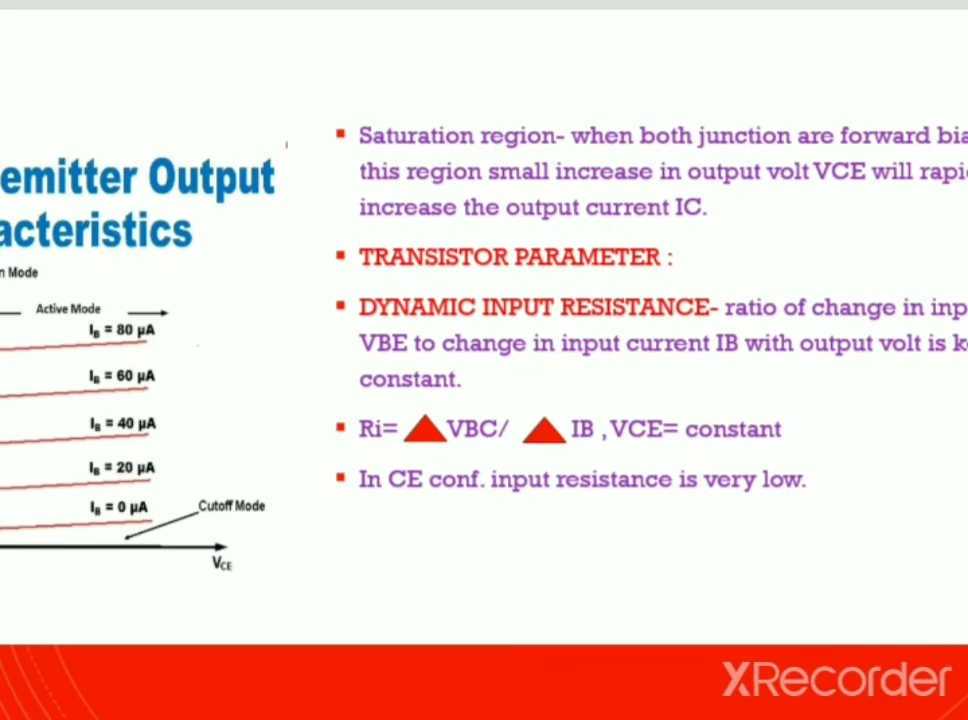 emitter Output
acteristics
n Mode
Active Mode
IB = 80 µA
IB = 60 µA
IB = 40 µA
IB = 20 µA
IB = 0 µA
Cutoff Mode
VCE
Saturation region- when both junction are forward bia
this region small increase in output volt VCE will rapi
increase the output current IC.
TRANSISTOR PARAMETER :
DYNAMIC INPUT RESISTANCE- ratio of change in inp
VBE to change in input current IB with output volt is k
constant.
Ri= ▲VBC/ ▲ IB ,VCE= constant
In CE conf. input resistance is very low.
XRecorder